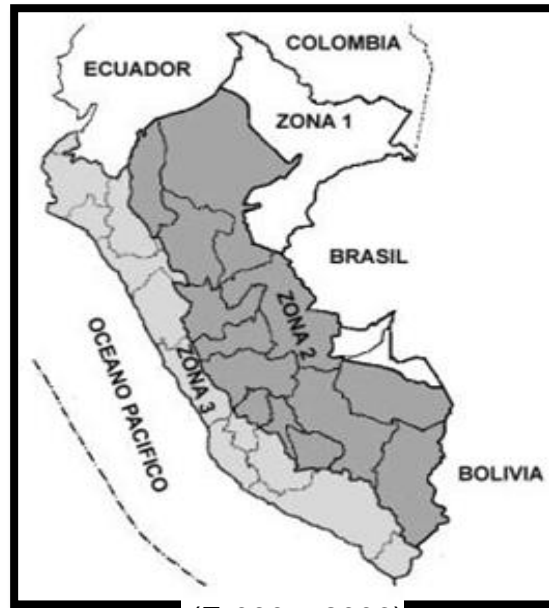 COLOMBIA
ECUADOR
ZONA 1
BRASIL
ZONA 2
ZONA 3
OCEANO PACIFICO
BOLIVIA